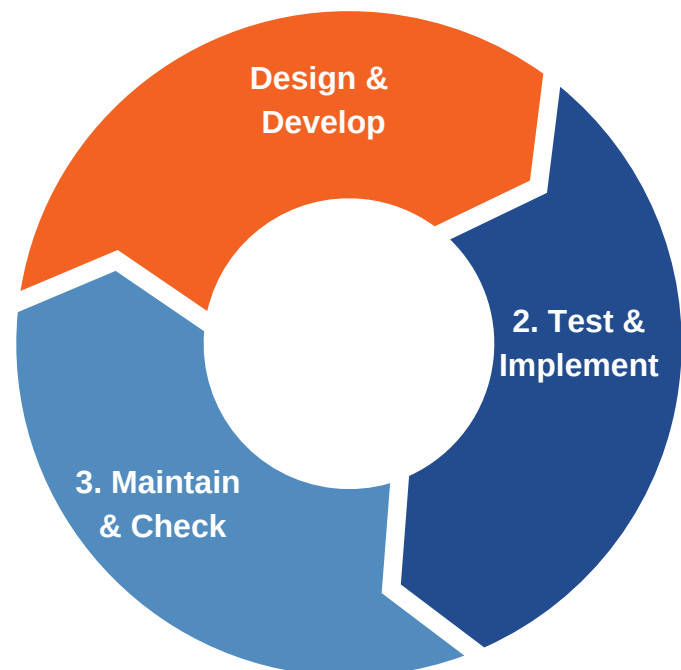 Design &
Develop
2. Test &
Implement
3. Maintain
& Check